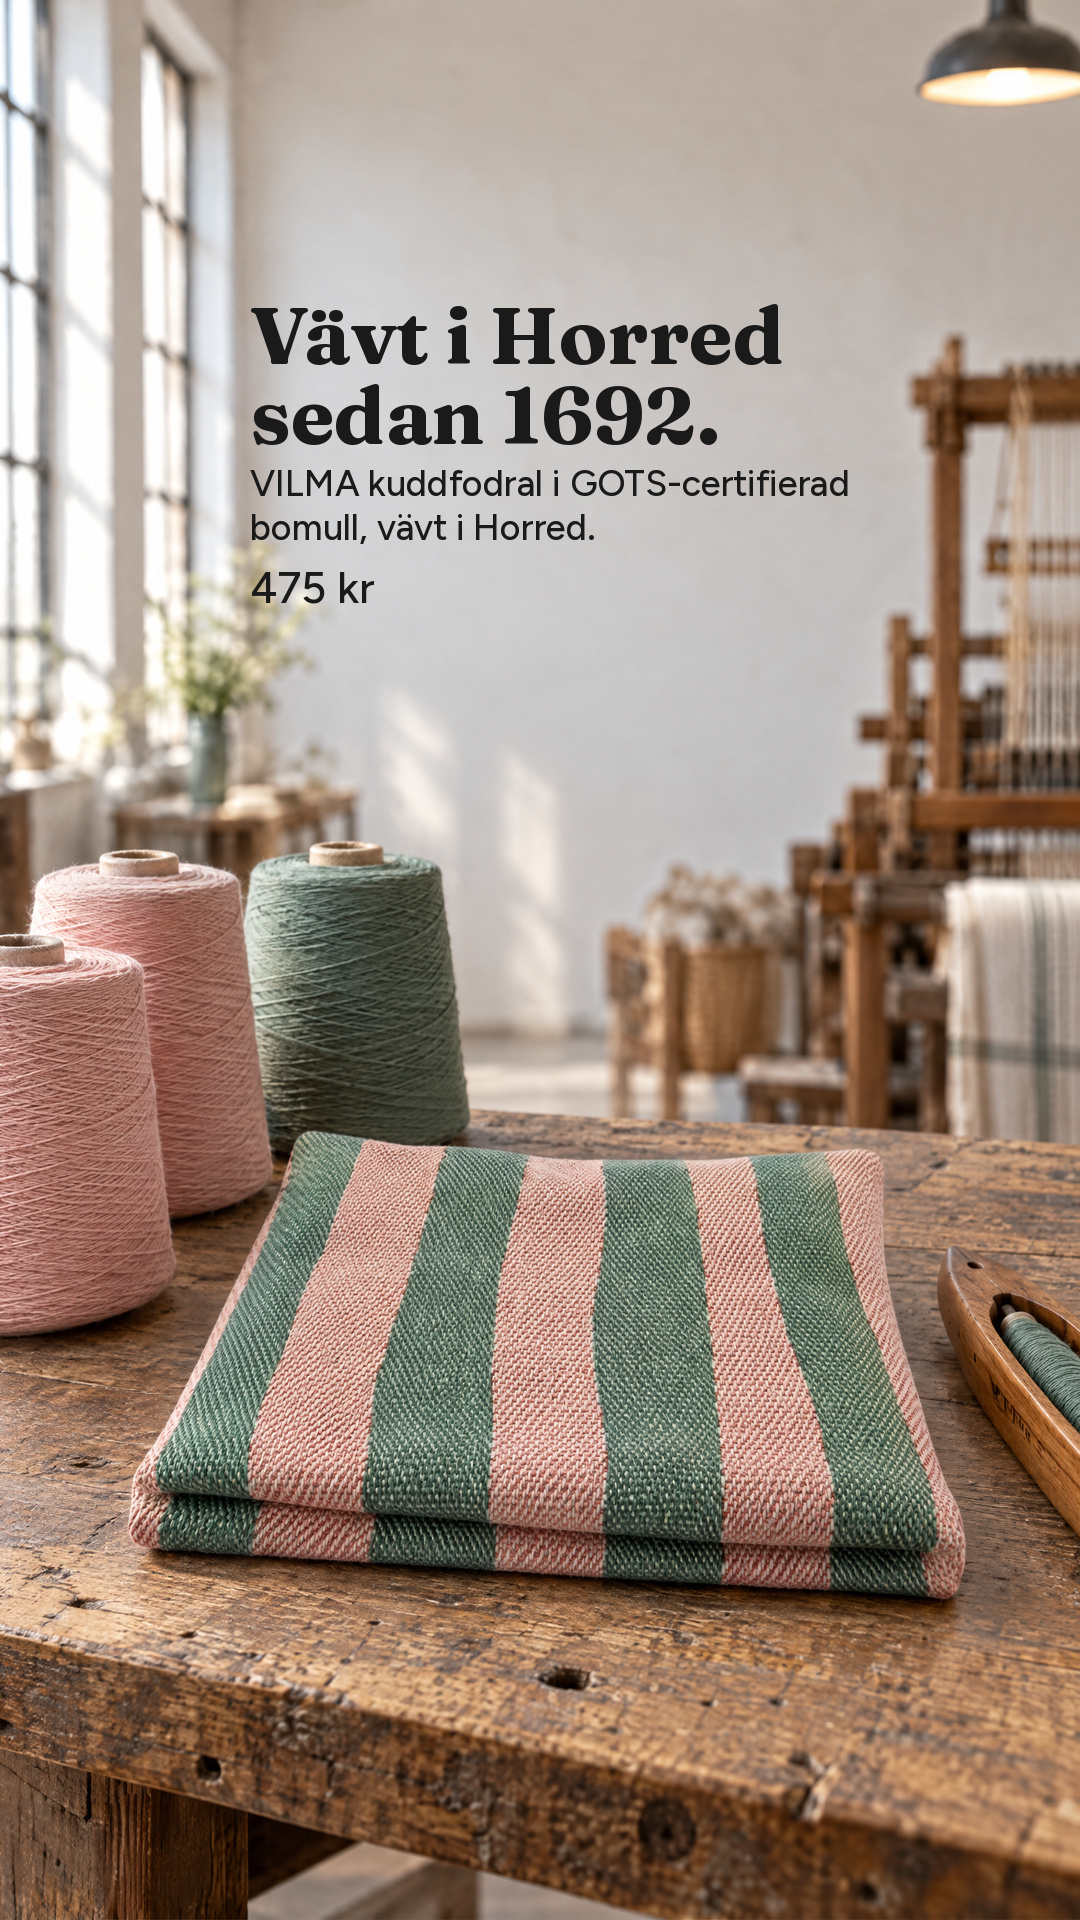 Vävt i Horred
sedan 1692.
VILMA kuddfodral i GOTS-certifierad
bomull, vävt i Horred.
475 kr